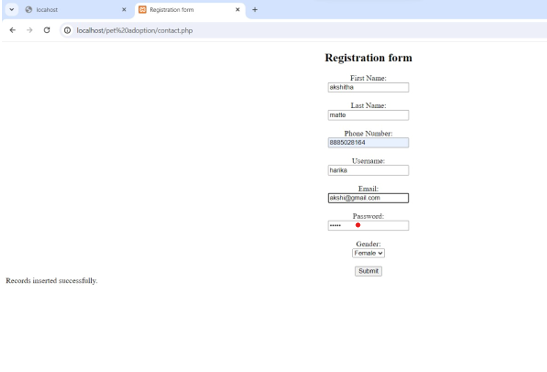 locahost
Registration form
localhost/pet%20adoption/contact.php
Registration form
First Name:
akshitha
Last Name:
matte
Phone Number:
8885028164
Username:
harika
Email:
akshi@gmail.com
Password:
•••••
Gender:
Female
Submit
Records inserted successfully.